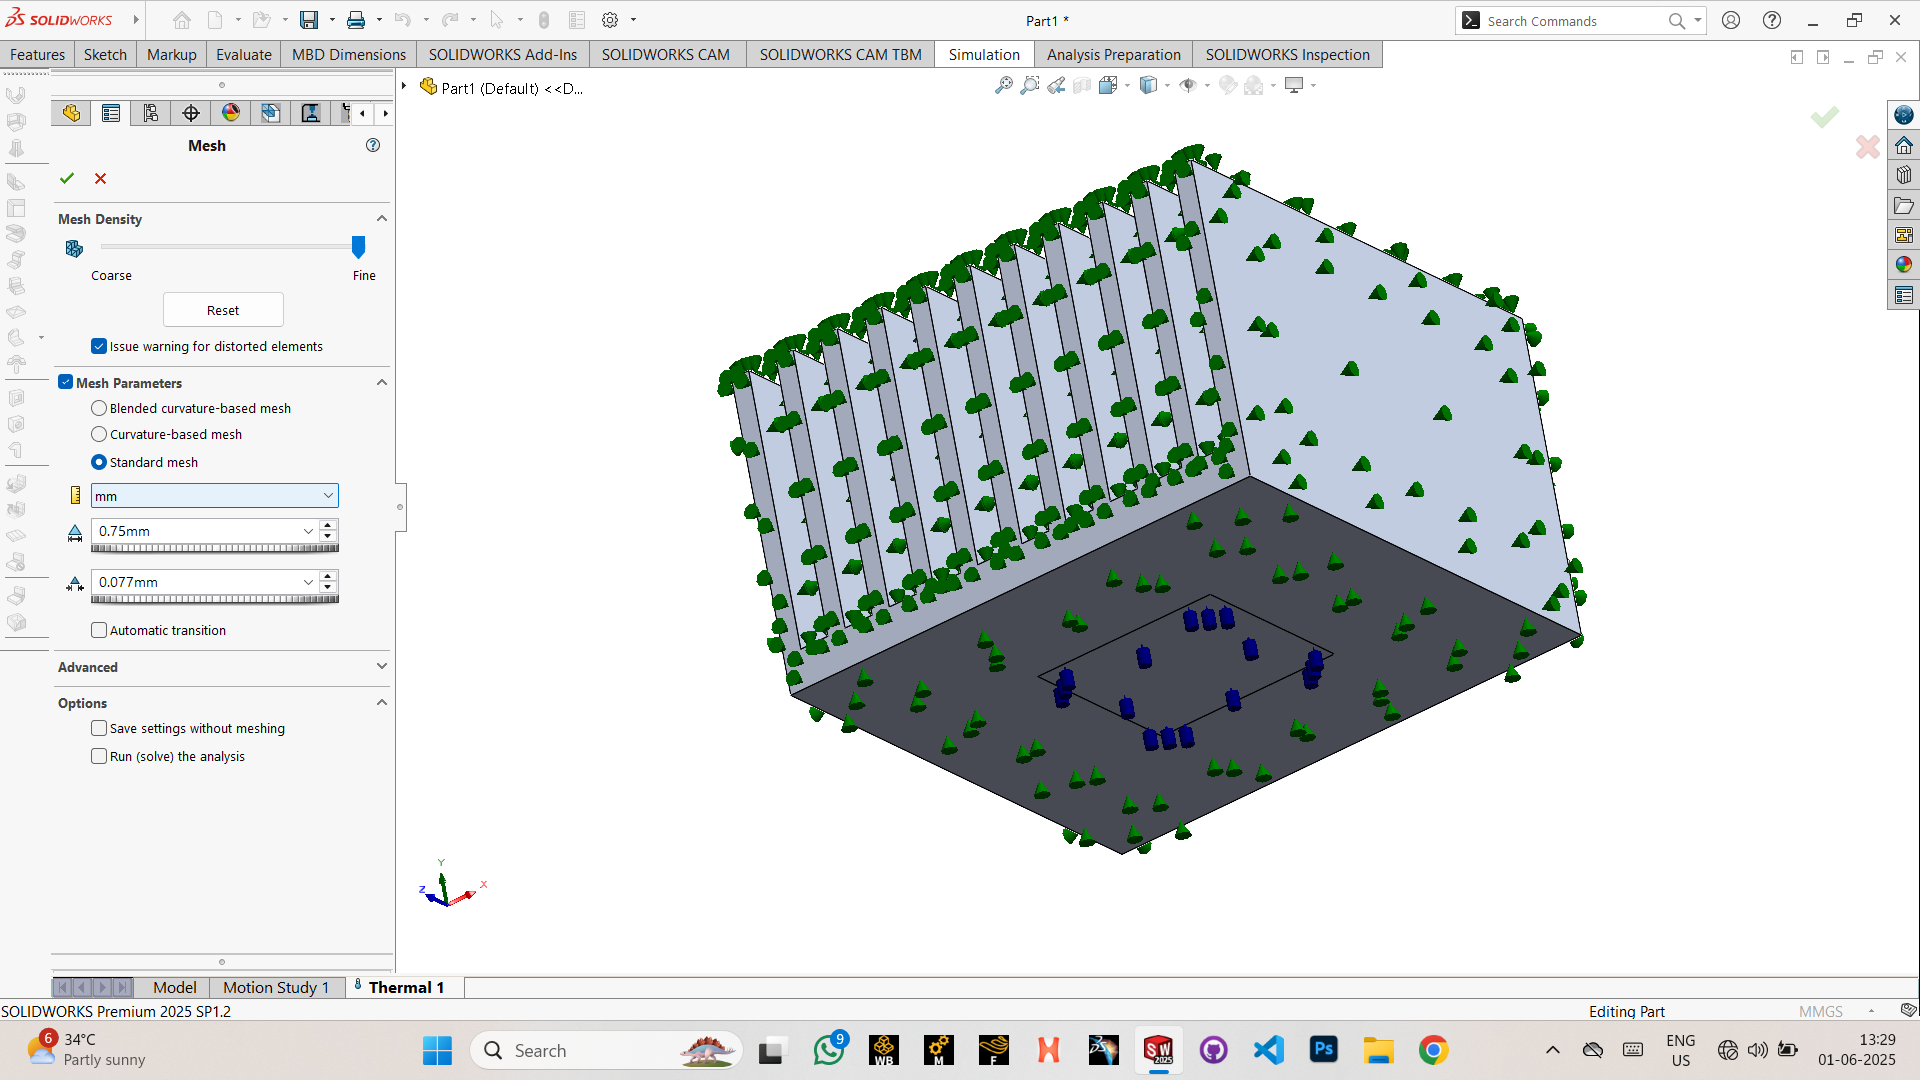 SOLIDWORKS
Part1 *
Search Commands
Features
Sketch
Markup
Evaluate
MBD Dimensions
SOLIDWORKS Add-Ins
SOLIDWORKS CAM
SOLIDWORKS CAM TBM
Simulation
Analysis Preparation
SOLIDWORKS Inspection
Part1 (Default) <<D...
Mesh
Mesh Density
Coarse
Fine
Reset
Issue warning for distorted elements
Mesh Parameters
Blended curvature-based mesh
Curvature-based mesh
Standard mesh
mm
0.75mm
0.077mm
Automatic transition
Advanced
Options
Save settings without meshing
Run (solve) the analysis
Y
Z
X
Model
Motion Study 1
Thermal 1
SOLIDWORKS Premium 2025 SP1.2
Editing Part
MMGS
6
34°C
Partly sunny
Search
9
WB
M
F
SW
2025
Ps
ENG
US
13:29
01-06-2025